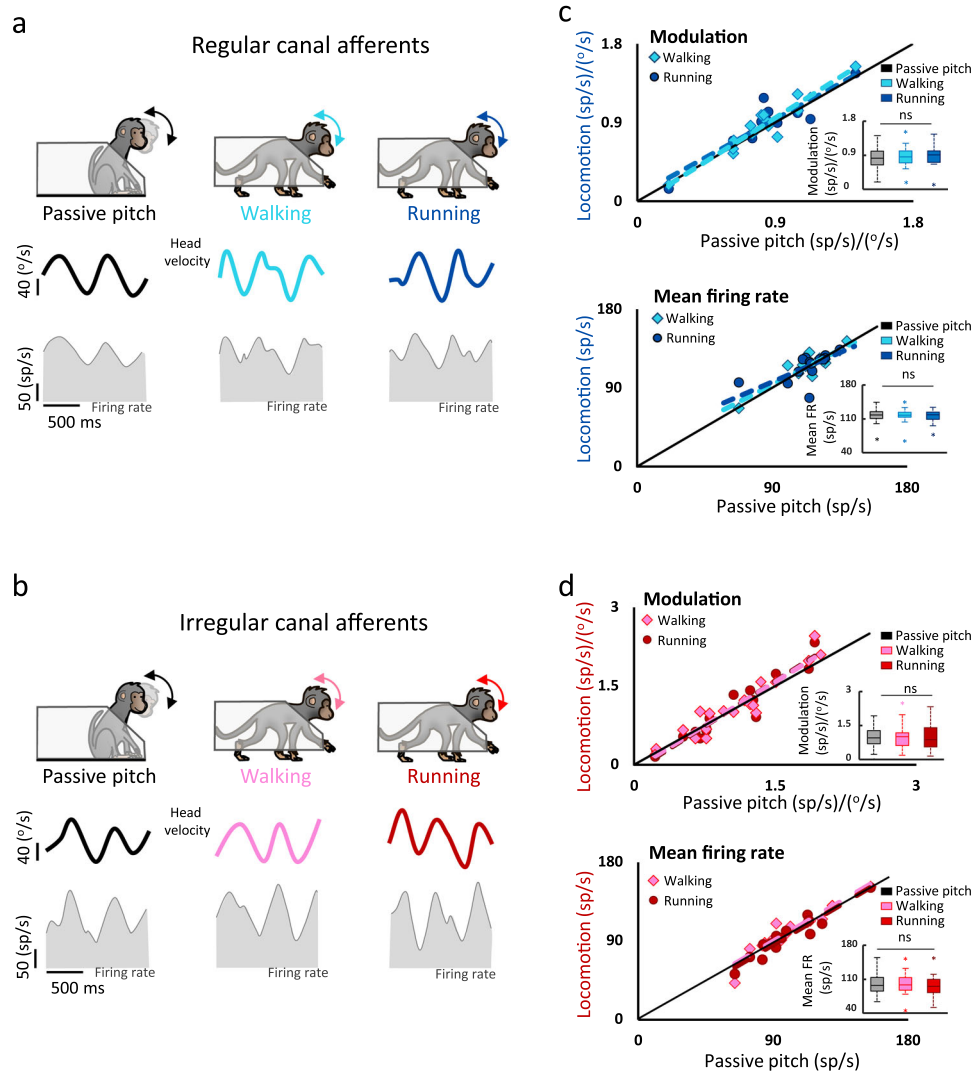 a
Regular canal afferents
Passive pitch
Walking
Running
Head
velocity
40 (°/s)
50 (sp/s)
Firing rate
Firing rate
Firing rate
500 ms
b
Irregular canal afferents
Passive pitch
Walking
Running
Head
velocity
40 (°/s)
50 (sp/s)
Firing rate
Firing rate
Firing rate
500 ms
c
Modulation
Walking
Running
Locomotion (sp/s)/(°/s)
1.8
0.9
0
0
0.9
1.8
Passive pitch (sp/s)/(°/s)
Passive pitch
Walking
Running
ns
Modulation
(sp/s)/(°/s)
1.8
0.9
0
Mean firing rate
Walking
Running
Locomotion (sp/s)
180
90
0
0
90
180
Passive pitch (sp/s)
Passive pitch
Walking
Running
ns
Mean FR
(sp/s)
180
110
40
d
Modulation
Walking
Running
Locomotion (sp/s)/(°/s)
3
1.5
0
0
1.5
3
Passive pitch (sp/s)/(°/s)
Passive pitch
Walking
Running
ns
Modulation
(sp/s)/(°/s)
3
1.5
0
Mean firing rate
Walking
Running
Locomotion (sp/s)
180
90
0
0
90
180
Passive pitch (sp/s)
Passive pitch
Walking
Running
ns
Mean FR
(sp/s)
180
110
40